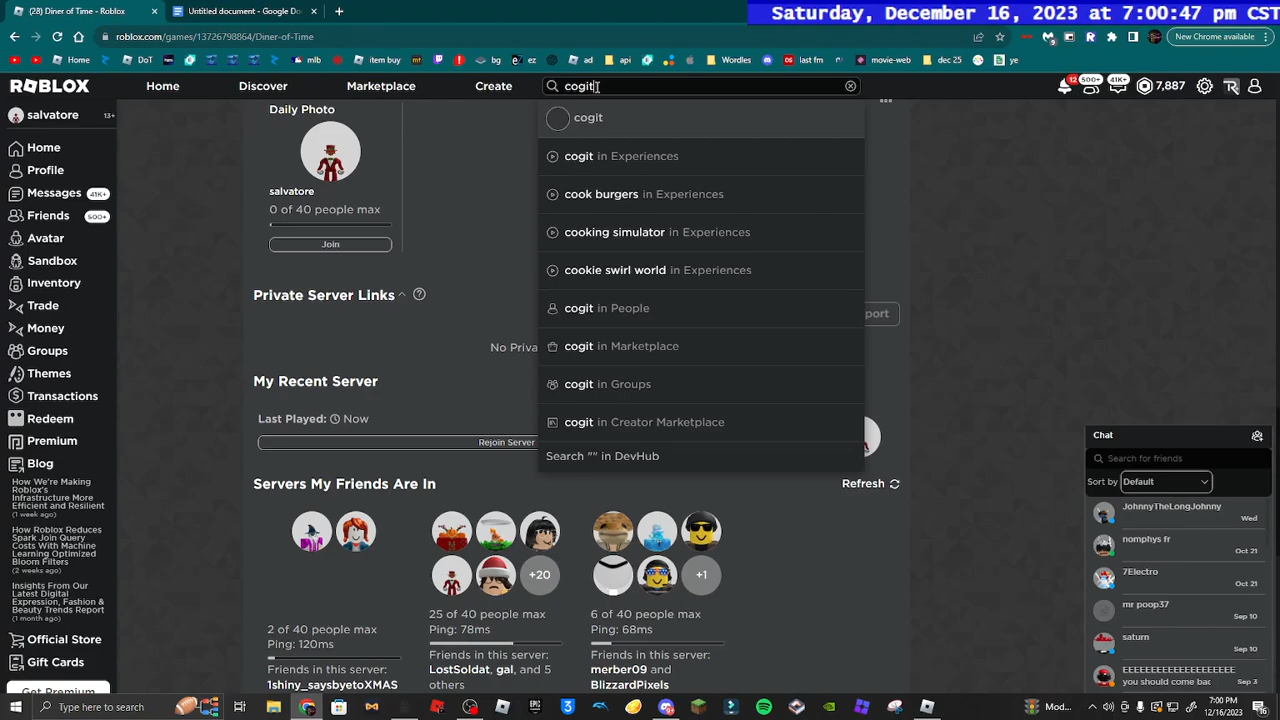 (28) Diner of Time - Roblox
Untitled document - Google Do
Saturday, December 16, 2023 at 7:00:47 pm CST
roblox.com/games/13726798864/Diner-of-Time
New Chrome available
Home
DoT
item buy
bg
ez
ad
api
last fm
movie-web
dec 25
ex
All Bookmarks
ROBLOX
Home
Discover
Marketplace
Create
cogit
12
500+
41K+
7,887
salvatore
13+
Home
Profile
Messages
41K+
Friends
500+
Avatar
Sandbox
Inventory
Trade
Money
Groups
Themes
Transactions
Redeem
Premium
Blog
How We're Making
Roblox's
Infrastructure More
Efficient and Resilient
(1 week ago)
How Roblox Reduces
Spark Join Query
Costs With Machine
Learning Optimized
Bloom Filters
(2 weeks ago)
Insights From Our
Latest Digital
Expression, Fashion &
Beauty Trends Report
(1 month ago)
Official Store
Gift Cards
Get Premium
Daily Photo
salvatore
0 of 40 people max
Join
cogit
cogit in Experiences
cook burgers in Experiences
cooking simulator in Experiences
cookie swirl world in Experiences
cogit in People
cogit in Marketplace
cogit in Groups
cogit in Creator Marketplace
Search "" in DevHub
Private Server Links
port
No Priva
My Recent Server
Last Played: Now
Rejoin Server
Servers My Friends Are In
Refresh
+20
+1
2 of 40 people max
Ping: 120ms
Friends in this server:
1shiny_saysbyetoXMAS
25 of 40 people max
Ping: 78ms
Friends in this server:
LostSoldat, gal, and 5
others
6 of 40 people max
Ping: 68ms
Friends in this server:
merber09 and
BlizzardPixels
Chat
Search for friends
Sort by
Default
JohnnyTheLongJohnny
Wed
nomphys fr
Oct 21
7Electro
Oct 21
mr poop37
Sep 10
saturn
Sep 10
EEEEEEEEEEEEEEEEEEEE
you should come bac
Sep 3
Type here to search
Mod...
7:00 PM
12/16/2023